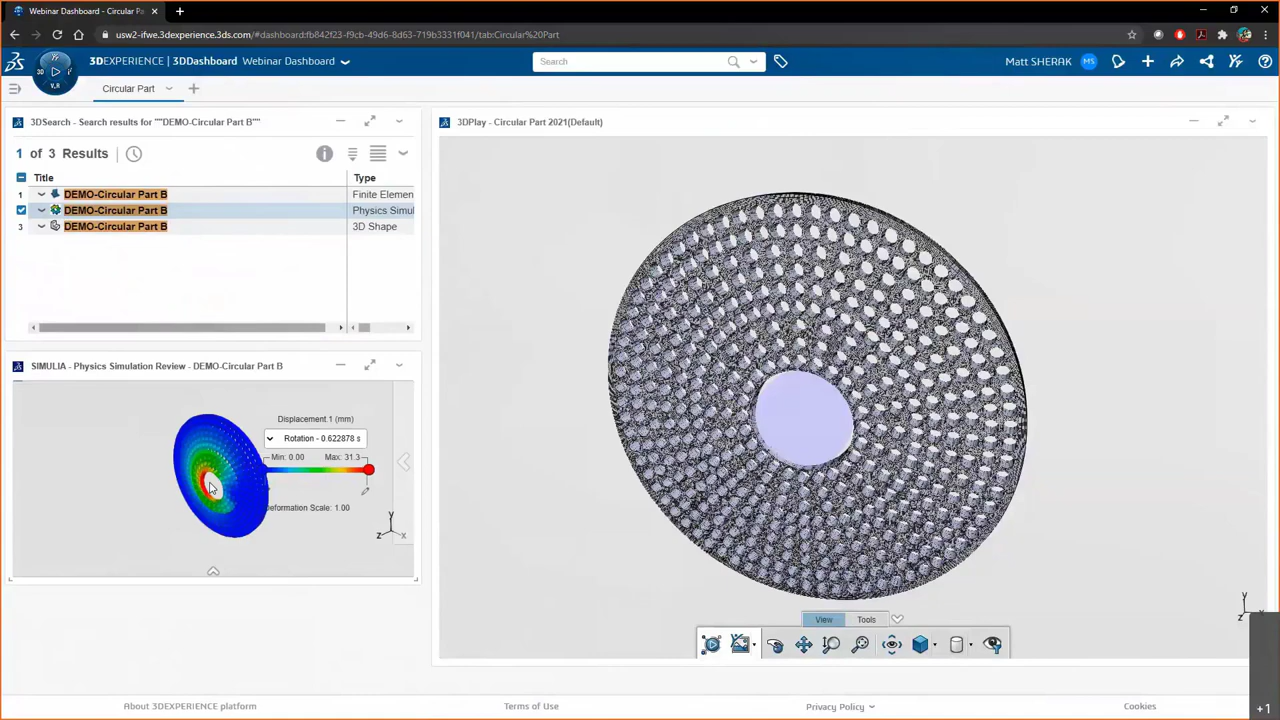 Webinar Dashboard - Circular Pa
usw2-ifwe.3dexperience.3ds.com/#dashboard:fb842f23-f9cb-49d6-8d63-719b3331f041/tab:Circular%20Part
3D V.R
3DEXPERIENCE | 3DDashboard Webinar Dashboard
Search
Matt SHERAK MS
Circular Part
3DSearch - Search results for ""DEMO-Circular Part B""
3DPlay - Circular Part 2021(Default)
1 of 3 Results
Title Type
1 DEMO-Circular Part B Finite Elemen
DEMO-Circular Part B Physics Simul
3 DEMO-Circular Part B 3D Shape
SIMULIA - Physics Simulation Review - DEMO-Circular Part B
Displacement.1 (mm)
Rotation - 0.622878 s
Min: 0.00 Max: 31.3
Deformation Scale: 1.00
Y
Z X
Y
Z
View Tools
About 3DEXPERIENCE platform Terms of Use Privacy Policy Cookies
+1